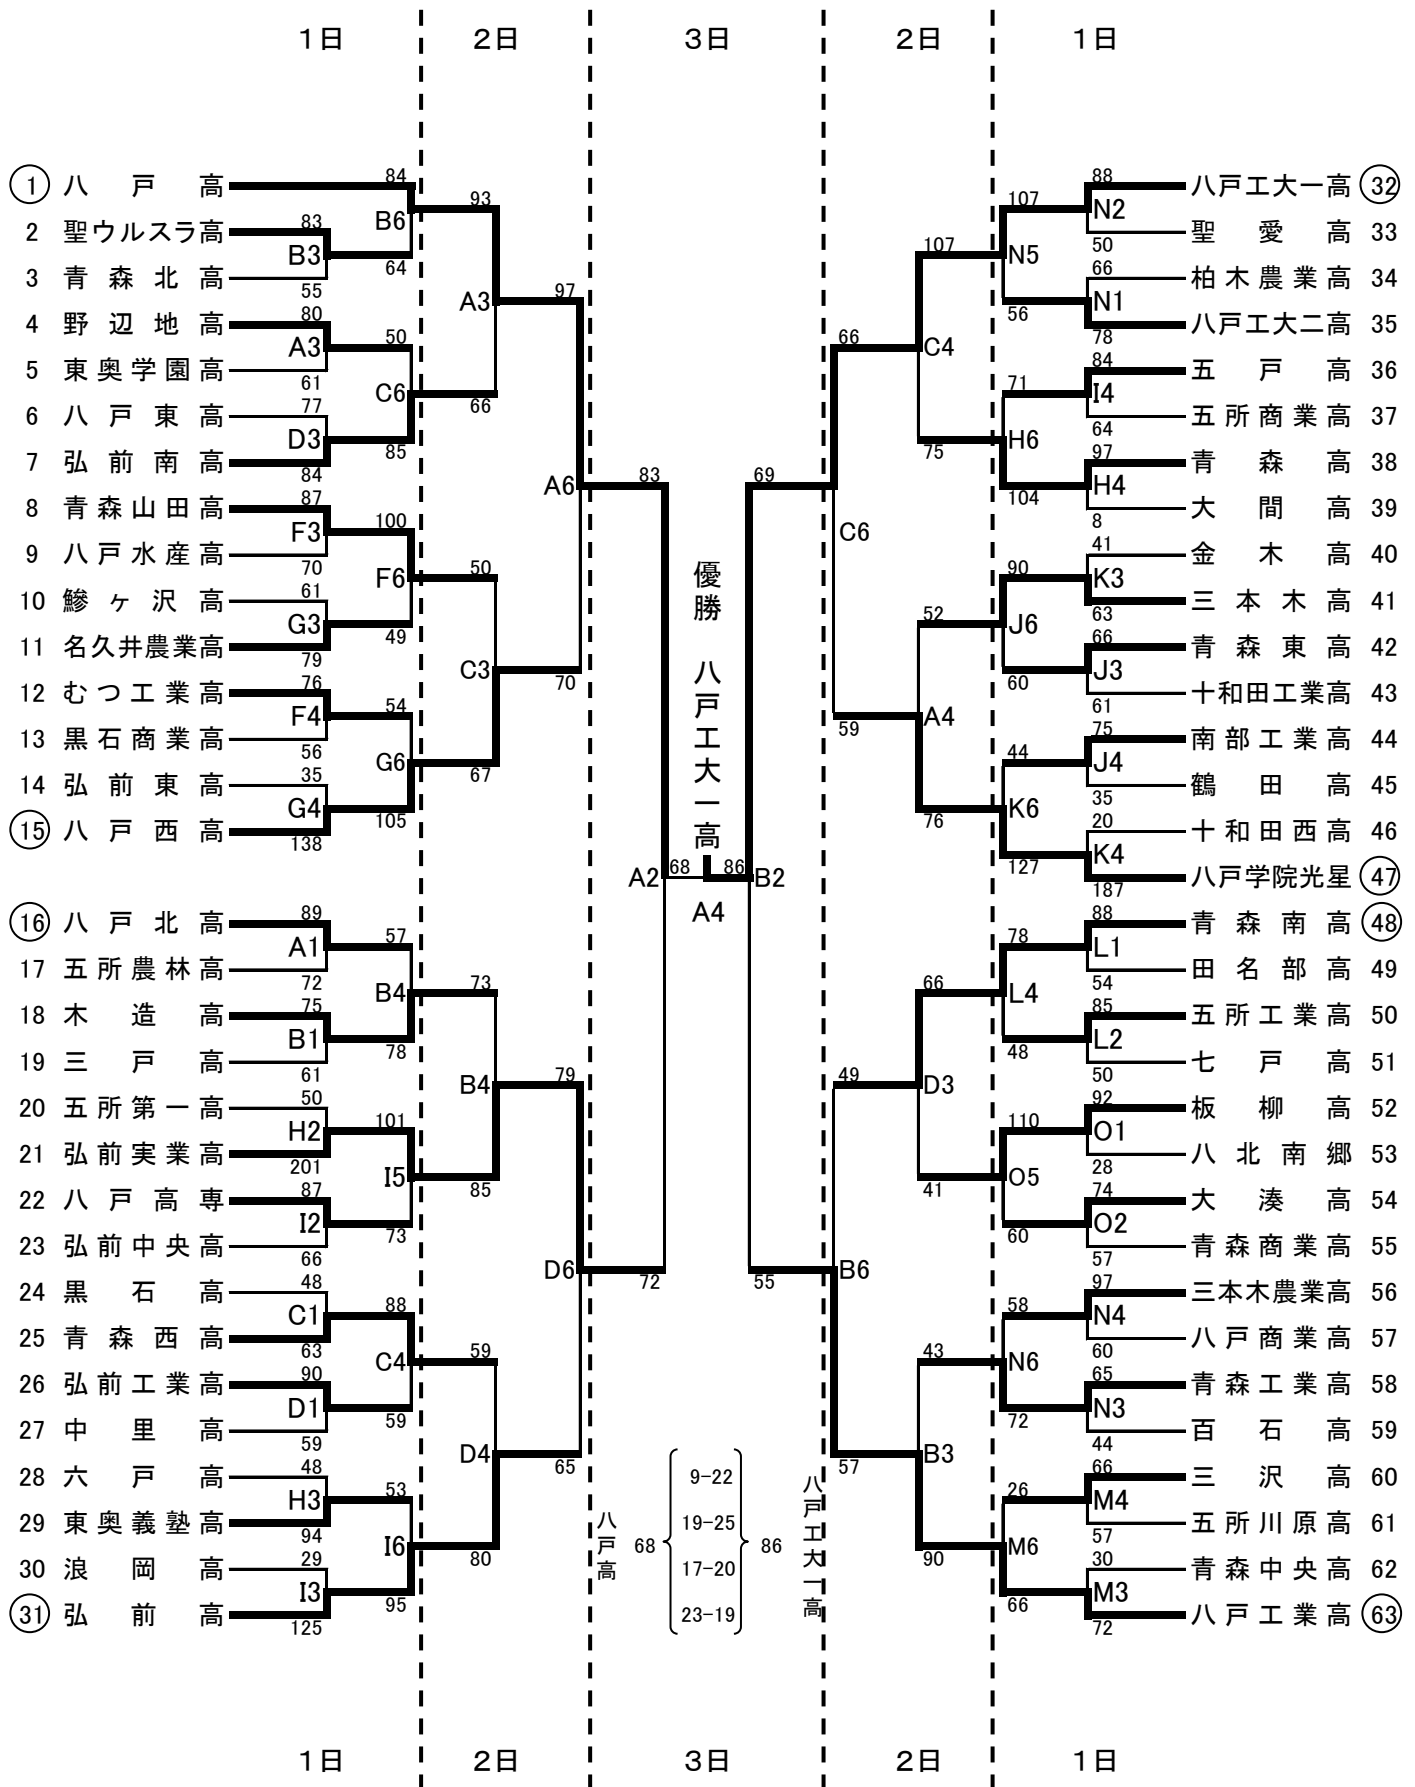 1日 2日 3日 2日 1日
1 八戸高
2 聖ウルスラ高
3 青森北高
4 野辺地高
5 東奥学園高
6 八戸東高
7 弘前南高
8 青森山田高
9 八戸水産高
10 鰺ヶ沢高
11 名久井農業高
12 むつ工業高
13 黒石商業高
14 弘前東高
15 八戸西高
16 八戸北高
17 五所農林高
18 木造高
19 三戸高
20 五所第一高
21 弘前実業高
22 八戸高専
23 弘前中央高
24 黒石高
25 青森西高
26 弘前工業高
27 中里高
28 六戸高
29 東奥義塾高
30 浪岡高
31 弘前高
83 B3 55
80 A3 61
77 D3 84
87 F3 70
61 G3 79
76 F4 56
35 G4 138
89 A1 72
75 B1 61
50 H2 201
87 I2 66
48 C1 63
90 D1 59
48 H3 94
29 I3 125
84 B6 64
50 C6 85
100 F6 49
54 G6 105
57 B4 78
101 I5 73
88 C4 59
53 I6 95
93 A3 66
50 C3 67
73 B4 85
59 D4 80
97 A6 70
79 D6 65
83 A2 72
優勝 八戸工大一高
68 86
A4
69 B2 55
八戸高 68 86 八戸工大一高
9-22
19-25
17-20
23-19
66 C6 59
49 B6 57
107 C4 75
52 A4 76
66 D3 41
43 B3 90
107 N5 56
71 H6 104
90 J6 60
44 K6 127
78 L4 48
110 O5 60
58 N6 72
26 M6 66
88 N2 50
66 N1 78
84 I4 64
97 H4 8
41 K3 63
66 J3 61
75 J4 35
20 K4 187
88 L1 54
85 L2 50
92 O1 28
74 O2 57
97 N4 60
65 N3 44
66 M4 57
30 M3 72
八戸工大一高 32
聖愛高 33
柏木農業高 34
八戸工大二高 35
五戸高 36
五所商業高 37
青森高 38
大間高 39
金木高 40
三本木高 41
青森東高 42
十和田工業高 43
南部工業高 44
鶴田高 45
十和田西高 46
八戸学院光星 47
青森南高 48
田名部高 49
五所工業高 50
七戸高 51
板柳高 52
八北南郷 53
大湊高 54
青森商業高 55
三本木農業高 56
八戸商業高 57
青森工業高 58
百石高 59
三沢高 60
五所川原高 61
青森中央高 62
八戸工業高 63
1日 2日 3日 2日 1日